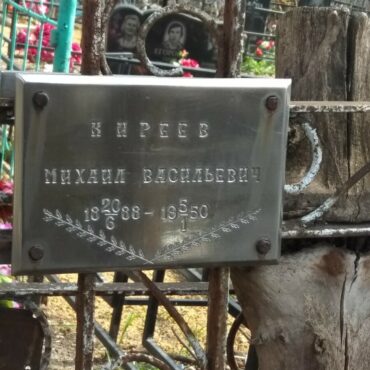 КИРЕЕВ
МИХАИЛ ВАСИЛЬЕВИЧ
18 20/6 88 - 19 5/1 50